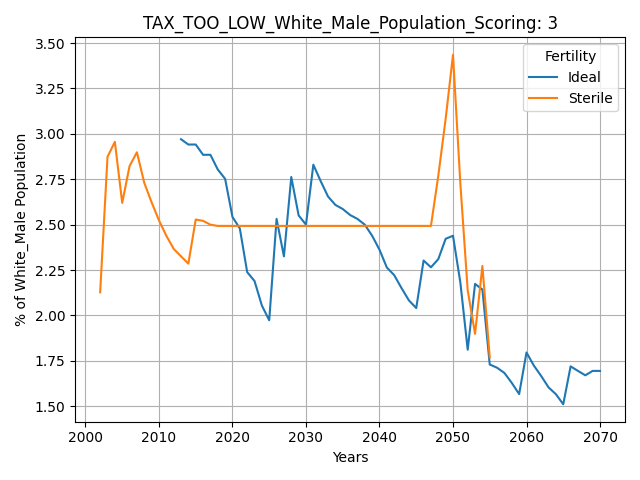 TAX_TOO_LOW_White_Male_Population_Scoring: 3
Fertility
Ideal
Sterile
% of White_Male Population
3.50
3.25
3.00
2.75
2.50
2.25
2.00
1.75
1.50
2000 2010 2020 2030 2040 2050 2060 2070
Years